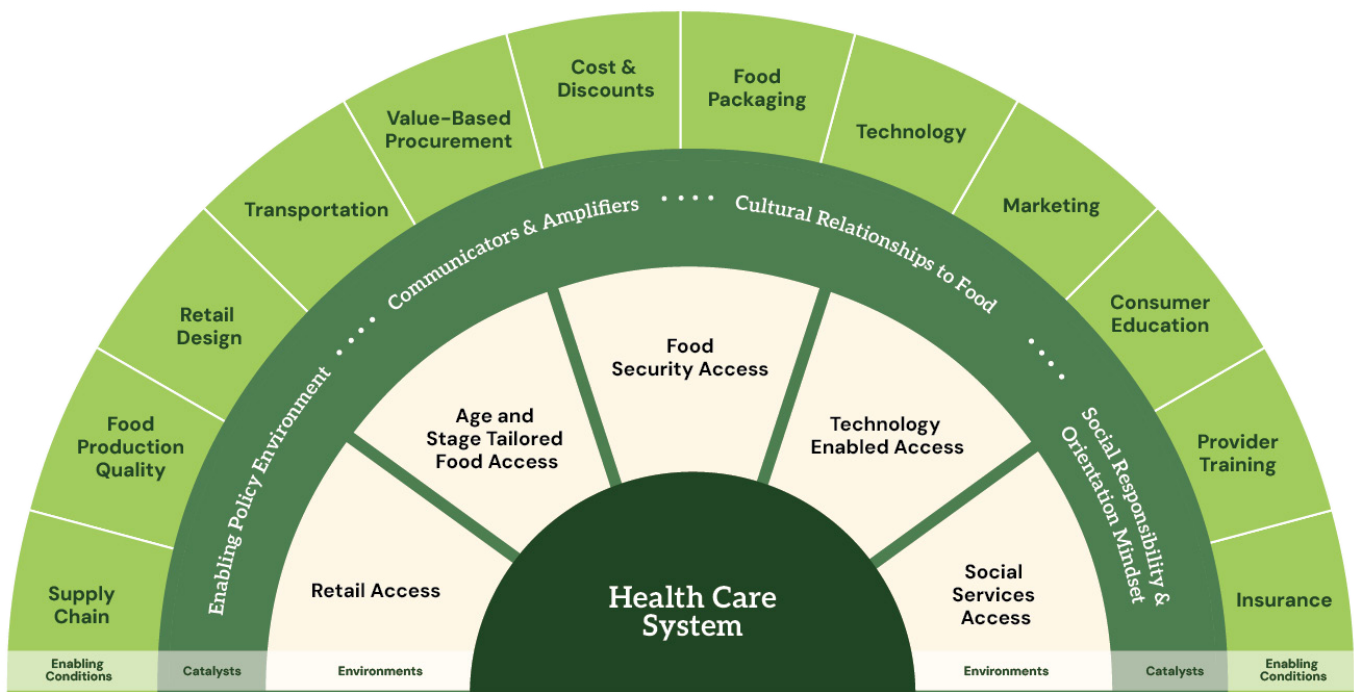 Supply
Chain
Food
Production
Quality
Retail
Design
Transportation
Value-Based
Procurement
Cost &
Discounts
Food
Packaging
Technology
Marketing
Consumer
Education
Provider
Training
Insurance
Enabling Policy Environment
Communicators & Amplifiers
Cultural Relationships to Food
Social Responsibility &
Orientation Mindset
Retail Access
Age and
Stage Tailored
Food Access
Food
Security Access
Technology
Enabled Access
Social
Services
Access
Health Care
System
Enabling
Conditions
Catalysts
Environments
Environments
Catalysts
Enabling
Conditions